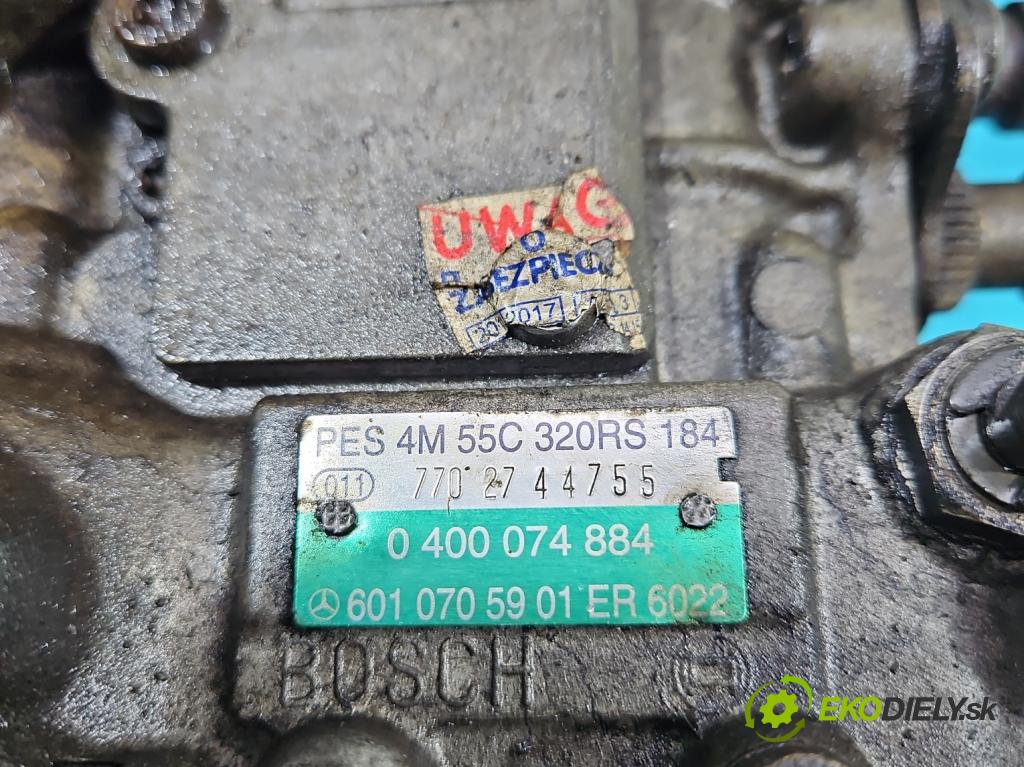 UWAG
O
ZABEZPIECZ
2017
PES 4M 55C 320RS 184
011 770 27 44755
0 400 074 884
601 070 59 01 ER 6022
BOSCH
EKODIELY.sk